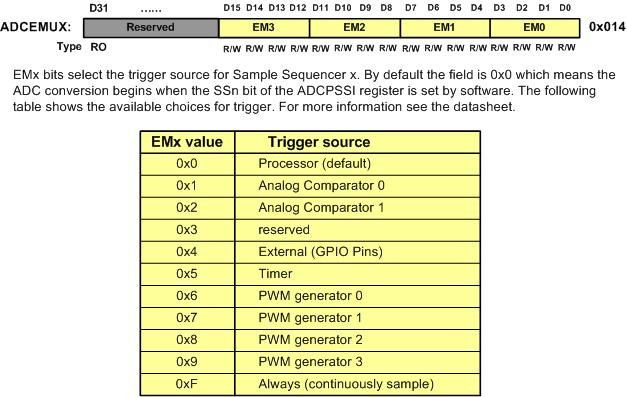 D31 ...... D15 D14 D13 D12 D11 D10 D9 D8 D7 D6 D5 D4 D3 D2 D1 D0
ADCEMUX: Reserved EM3 EM2 EM1 EM0 0x014
Type RO R/W R/W R/W R/W R/W R/W R/W R/W R/W R/W R/W R/W R/W R/W R/W R/W
EMx bits select the trigger source for Sample Sequencer x. By default the field is 0x0 which means the
ADC conversion begins when the SSn bit of the ADCPSSI register is set by software. The following
table shows the available choices for trigger. For more information see the datasheet.
EMx value Trigger source
0x0 Processor (default)
0x1 Analog Comparator 0
0x2 Analog Comparator 1
0x3 reserved
0x4 External (GPIO Pins)
0x5 Timer
0x6 PWM generator 0
0x7 PWM generator 1
0x8 PWM generator 2
0x9 PWM generator 3
0xF Always (continuously sample)